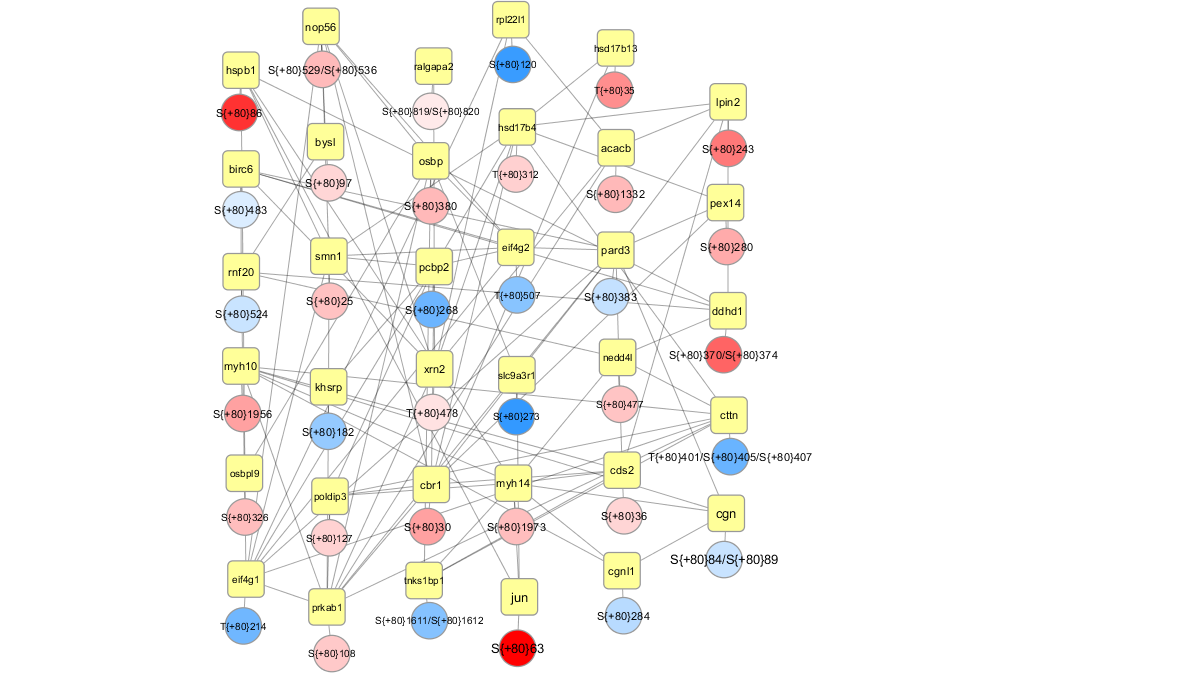 nop56
S{+80}529/S{+80}536
hspb1
S{+80}86
bysl
S{+80}97
birc6
S{+80}483
smn1
S{+80}25
rnf20
S{+80}524
myh10
S{+80}1956
khsrp
S{+80}182
osbpl9
S{+80}326
poldip3
S{+80}127
eif4g1
T{+80}214
prkab1
S{+80}108
ralgapa2
S{+80}819/S{+80}820
osbp
S{+80}380
pcbp2
S{+80}268
xrn2
T{+80}478
cbr1
S{+80}30
tnks1bp1
S{+80}1611/S{+80}1612
rpl22l1
S{+80}120
hsd17b4
T{+80}312
eif4g2
T{+80}507
slc9a3r1
S{+80}273
myh14
S{+80}1973
jun
S{+80}63
hsd17b13
T{+80}35
acacb
S{+80}1332
pard3
S{+80}383
nedd4l
S{+80}477
cds2
S{+80}36
cgnl1
S{+80}284
lpin2
S{+80}243
pex14
S{+80}280
ddhd1
S{+80}370/S{+80}374
cttn
T{+80}401/S{+80}405/S{+80}407
cgn
S{+80}84/S{+80}89